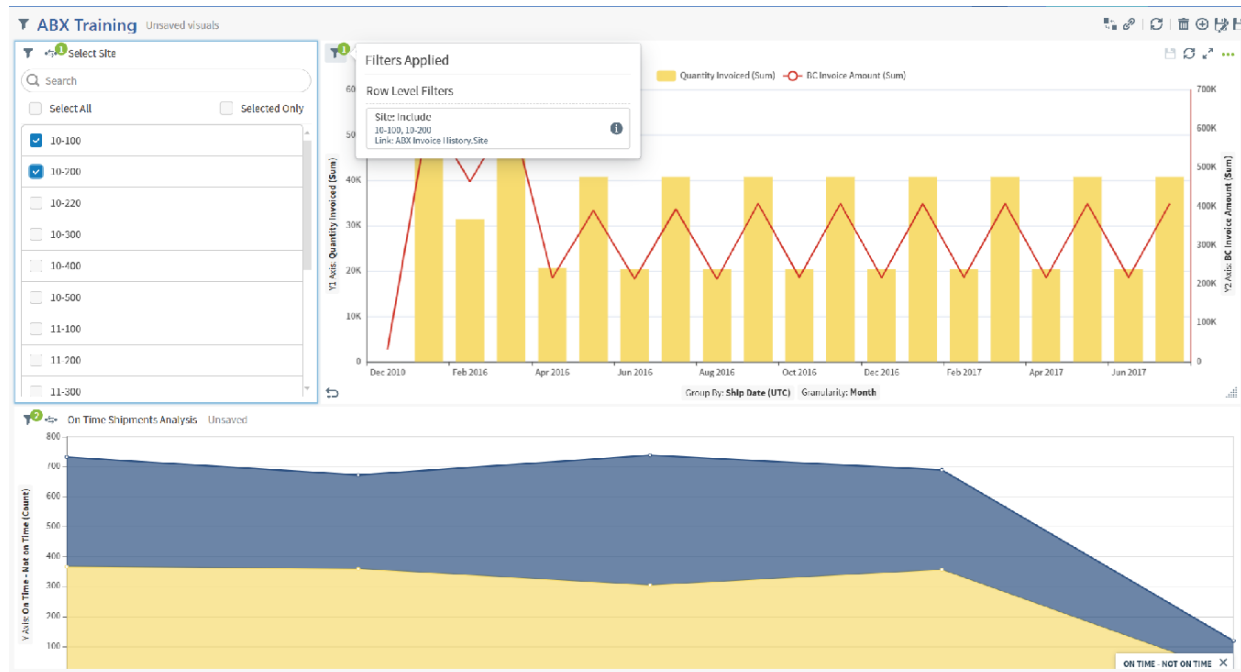 ABX Training Unsaved visuals
1 Select Site
Search
Select All Selected Only
10-100
10-200
10-220
10-300
10-400
10-500
11-100
11-200
11-300
1
Filters Applied
Row Level Filters
Site: Include
10-100, 10-200
Link: ABX Invoice History.Site
Quantity Invoiced (Sum) BC Invoice Amount (Sum)
Y1 Axis: Quantity Invoiced (Sum)
60
50
40K
30K
20K
10K
0
700K
600K
500K
400K
300K
200K
100K
0
Y2 Axis: BC Invoice Amount (Sum)
Dec 2010 Feb 2016 Apr 2016 Jun 2016 Aug 2016 Oct 2016 Dec 2016 Feb 2017 Apr 2017 Jun 2017
Group By: Ship Date (UTC) Granularity: Month
2 On Time Shipments Analysis Unsaved
Y Axis: On Time - Not on Time (Count)
800
700
600
500
400
300
200
100
ON TIME - NOT ON TIME